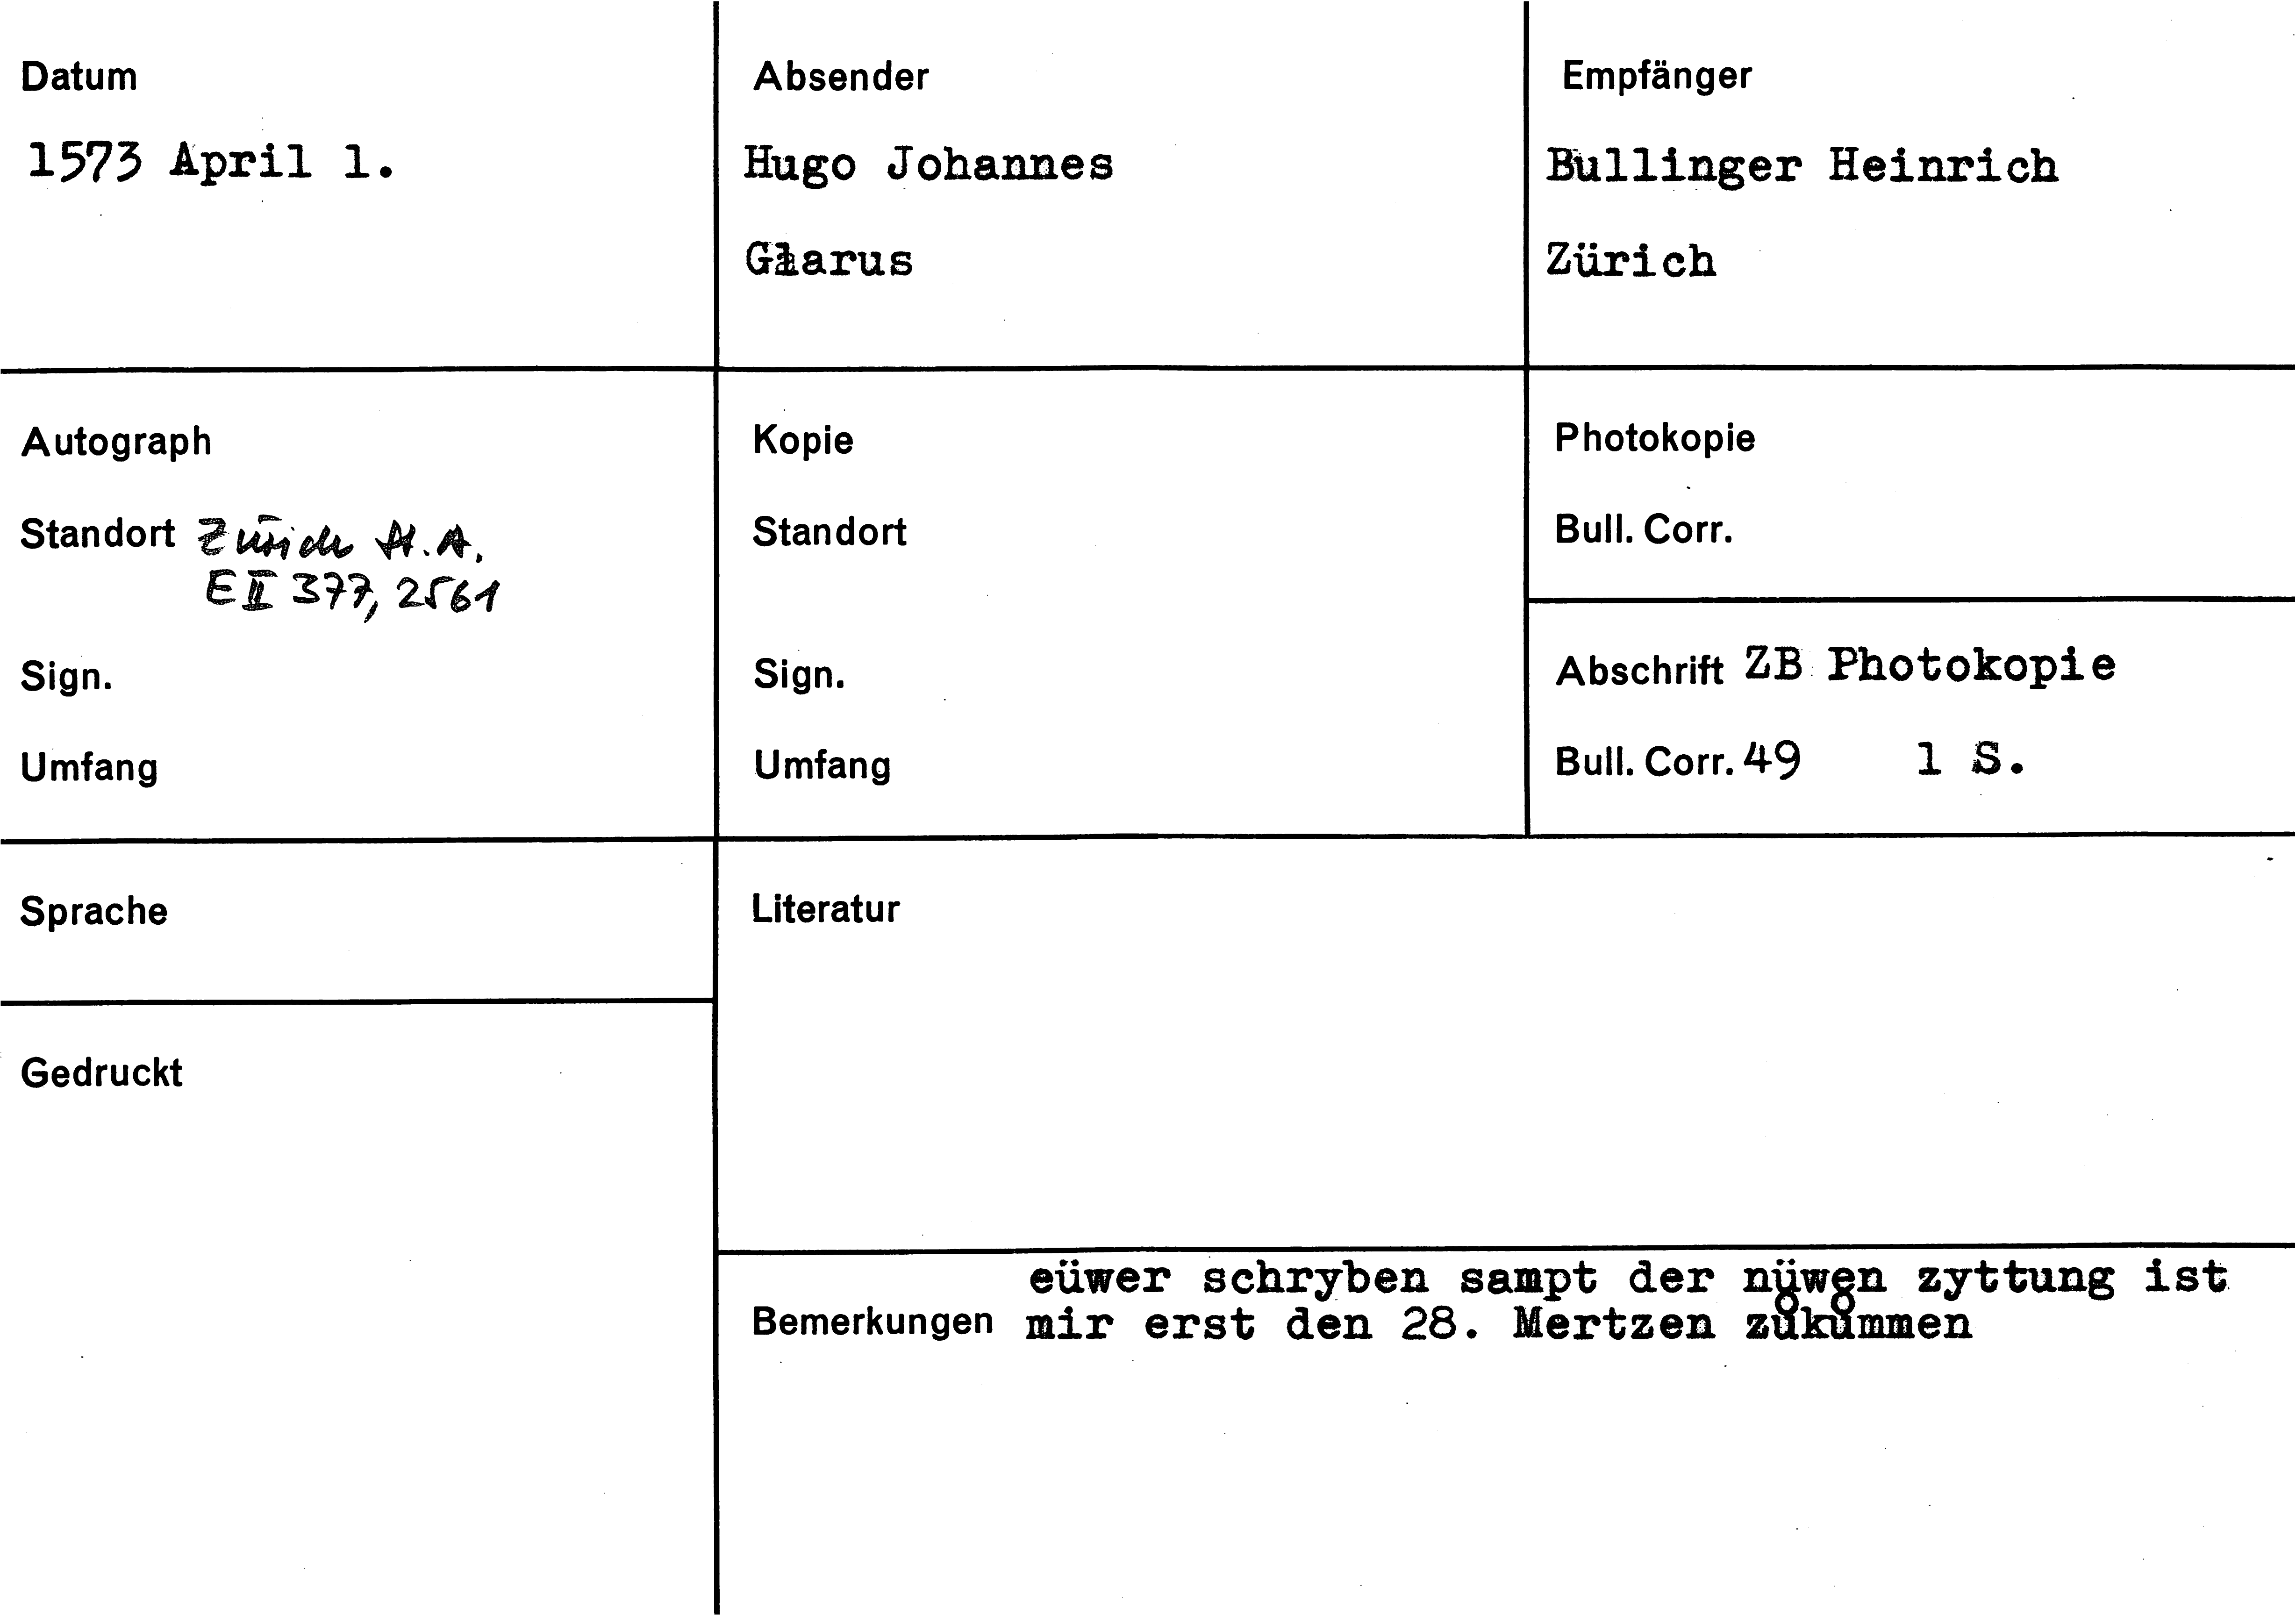 Datum
1573 April 1.
Absender
Hugo Johannes
Glarus
Empfänger
Bullinger Heinrich
Zürich
Autograph
Standort Zürich St.A.
E II 377, 2561
Sign.
Umfang
Kopie
Standort
Sign.
Umfang
Photokopie
Bull. Corr.
Abschrift ZB Photokopie
Bull. Corr. 49 1 S.
Sprache
Gedruckt
Literatur
Bemerkungen
eüwer schryben sampt der nüwen zyttung ist
mir erst den 28. Mertzen zůkůmmen